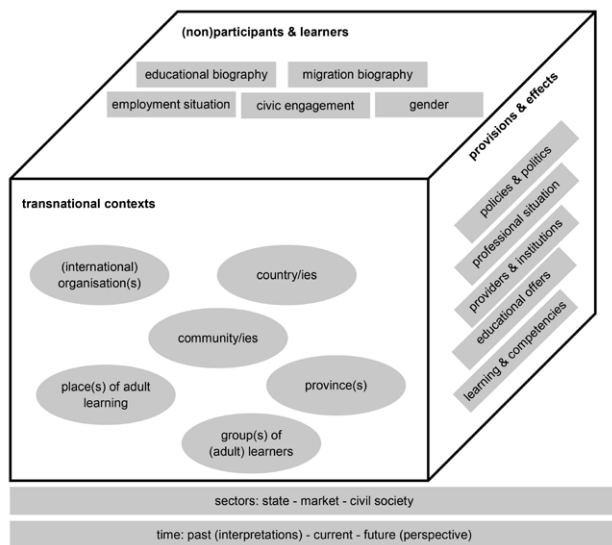 (non)participants & learners
educational biography
migration biography
employment situation
civic engagement
gender
provisions & effects
policies & politics
professional situation
providers & institutions
educational offers
learning & competencies
transnational contexts
(international)
organisation(s)
country/ies
community/ies
place(s) of adult
learning
province(s)
group(s) of
(adult) learners
sectors: state - market - civil society
time: past (interpretations) - current - future (perspective)